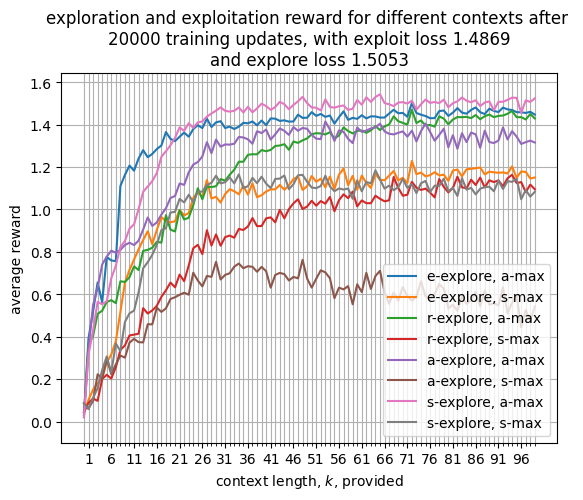 exploration and exploitation reward for different contexts after
20000 training updates, with exploit loss 1.4869
and explore loss 1.5053
1.6
1.4
1.2
1.0
0.8
0.6
0.4
0.2
0.0
average reward
e-explore, a-max
e-explore, s-max
r-explore, a-max
r-explore, s-max
a-explore, a-max
a-explore, s-max
s-explore, a-max
s-explore, s-max
1 6 11 16 21 26 31 36 41 46 51 56 61 66 71 76 81 86 91 96
context length, k, provided